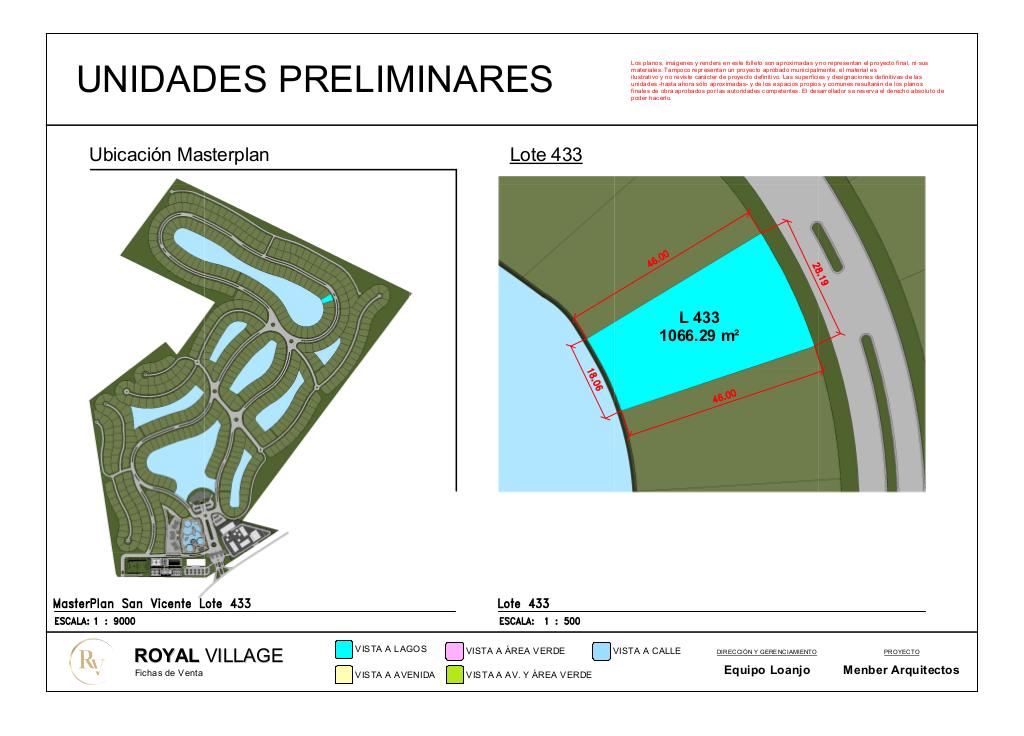 UNIDADES PRELIMINARES
Los planos, imágenes y renders en este folleto son aproximadas y no representan el proyecto final, ni sus
materiales. Tampoco representan un proyecto aprobado municipalmente, el material es
ilustrativo y no reviste carácter de proyecto definitivo. Las superficies y designaciones definitivas de las
unidades -hasta ahora sólo aproximadas- y de los espacios propios y comunes resultarán de los planos
finales de obra aprobados por las autoridades competentes. El desarrollador se reserva el derecho absoluto de
poder hacerlo.
Ubicación Masterplan
Lote 433
46.00
28.19
L 433
1066.29 m²
18.06
46.00
MasterPlan San Vicente Lote 433
ESCALA: 1 : 9000
Lote 433
ESCALA: 1 : 500
RV
ROYAL VILLAGE
Fichas de Venta
VISTA A LAGOS
VISTA A ÁREA VERDE
VISTA A CALLE
VISTA A AVENIDA
VISTA A AV. Y ÁREA VERDE
DIRECCIÓN Y GERENCIAMIENTO
Equipo Loanjo
PROYECTO
Menber Arquitectos